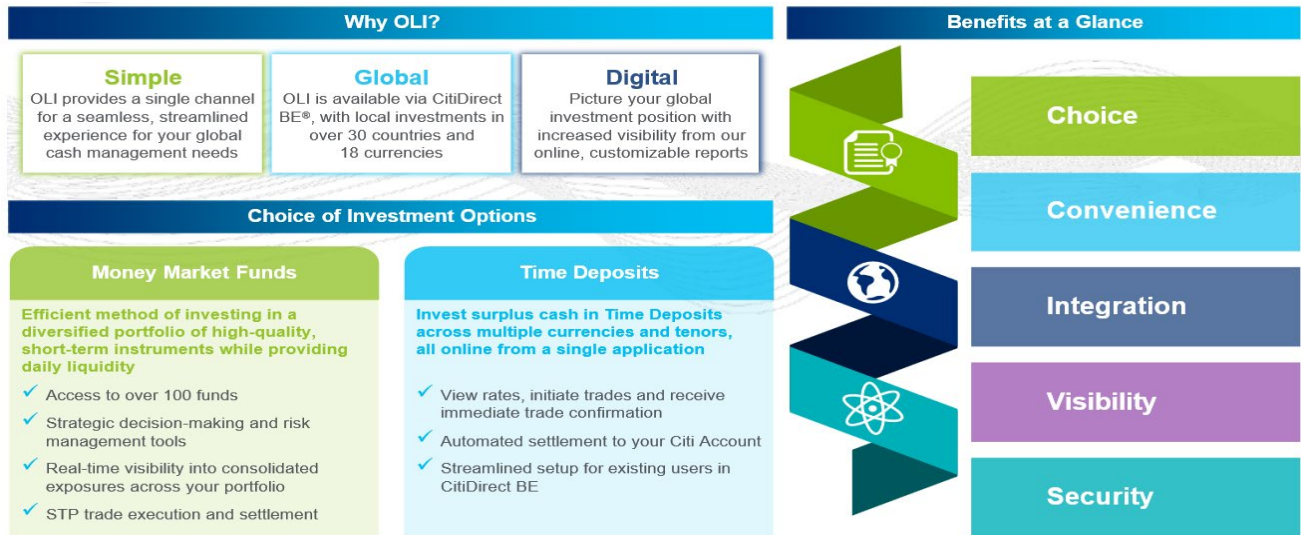 Why OLI?
Simple
OLI provides a single channel
for a seamless, streamlined
experience for your global
cash management needs
Global
OLI is available via CitiDirect
BE®, with local investments in
over 30 countries and
18 currencies
Digital
Picture your global
investment position with
increased visibility from our
online, customizable reports
Choice of Investment Options
Money Market Funds
Efficient method of investing in a
diversified portfolio of high-quality,
short-term instruments while providing
daily liquidity
✓ Access to over 100 funds
✓ Strategic decision-making and risk
management tools
✓ Real-time visibility into consolidated
exposures across your portfolio
✓ STP trade execution and settlement
Time Deposits
Invest surplus cash in Time Deposits
across multiple currencies and tenors,
all online from a single application
✓ View rates, initiate trades and receive
immediate trade confirmation
✓ Automated settlement to your Citi Account
✓ Streamlined setup for existing users in
CitiDirect BE
Benefits at a Glance
Choice
Convenience
Integration
Visibility
Security